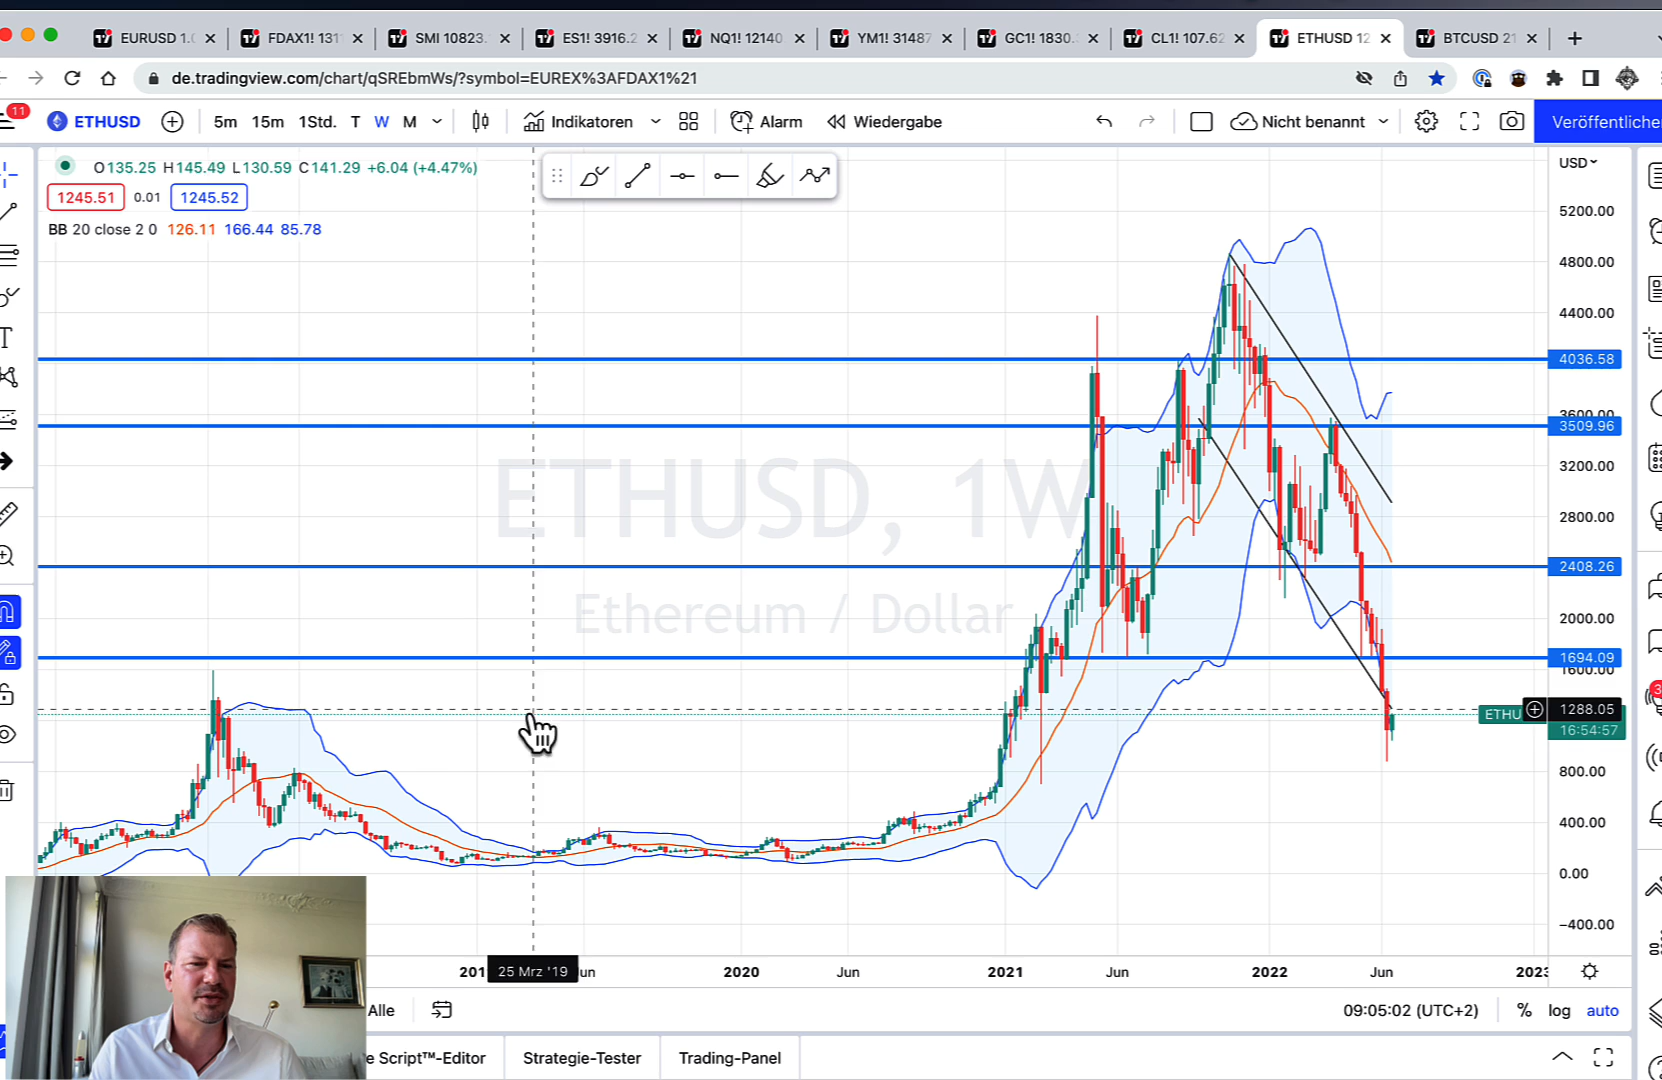 EURUSD 1.0
FDAX1! 131
SMI 10823.
ES1! 3916.2
NQ1! 12140
YM1! 31487
GC1! 1830.
CL1! 107.62
ETHUSD 12
BTCUSD 21
de.tradingview.com/chart/qSREbmWs/?symbol=EUREX%3AFDAX1%21
11
ETHUSD
5m 15m 1Std. T W M
Indikatoren
Alarm
Wiedergabe
Nicht benannt
Veröffentliche
O135.25 H145.49 L130.59 C141.29 +6.04 (+4.47%)
1245.51 0.01 1245.52
BB 20 close 2 0 126.11 166.44 85.78
USD
5200.00
4800.00
4400.00
4036.58
3600.00
3509.96
3200.00
2800.00
2408.26
2000.00
1694.09
1600.00
ETHU
1288.05
16:54:57
800.00
400.00
0.00
−400.00
ETHUSD, 1W
Ethereum / Dollar
201 25 Mrz '19 un 2020 Jun 2021 Jun 2022 Jun 2023
Alle
09:05:02 (UTC+2) % log auto
e Script™-Editor Strategie-Tester Trading-Panel
3